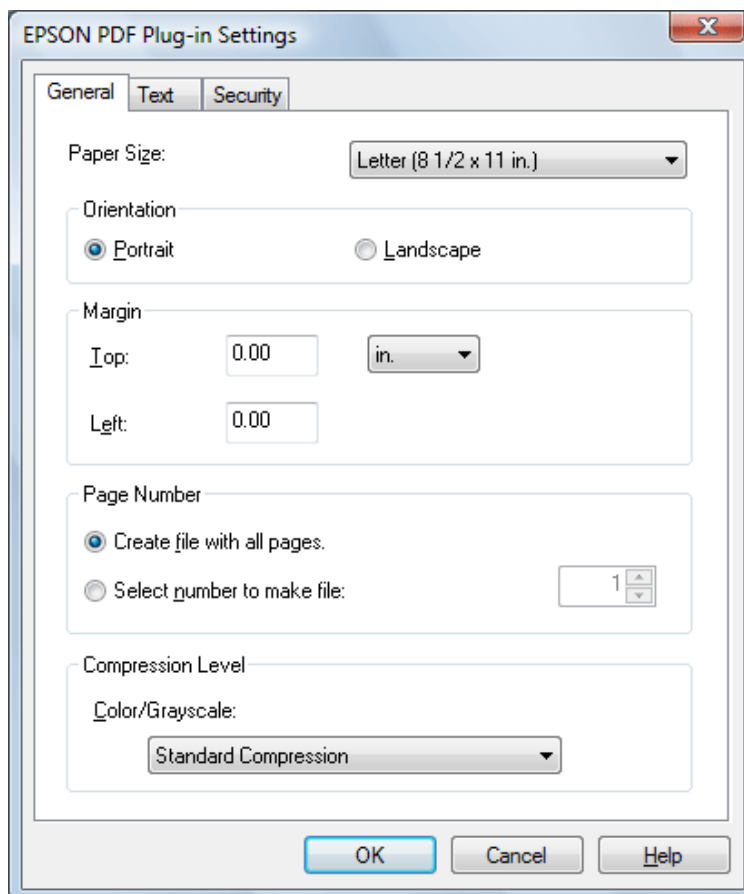 EPSON PDF Plug-in Settings
General Text Security
Paper Size: Letter (8 1/2 x 11 in.)
Orientation
Portrait Landscape
Margin
Top: 0.00 in.
Left: 0.00
Page Number
Create file with all pages.
Select number to make file: 1
Compression Level
Color/Grayscale:
Standard Compression
OK Cancel Help